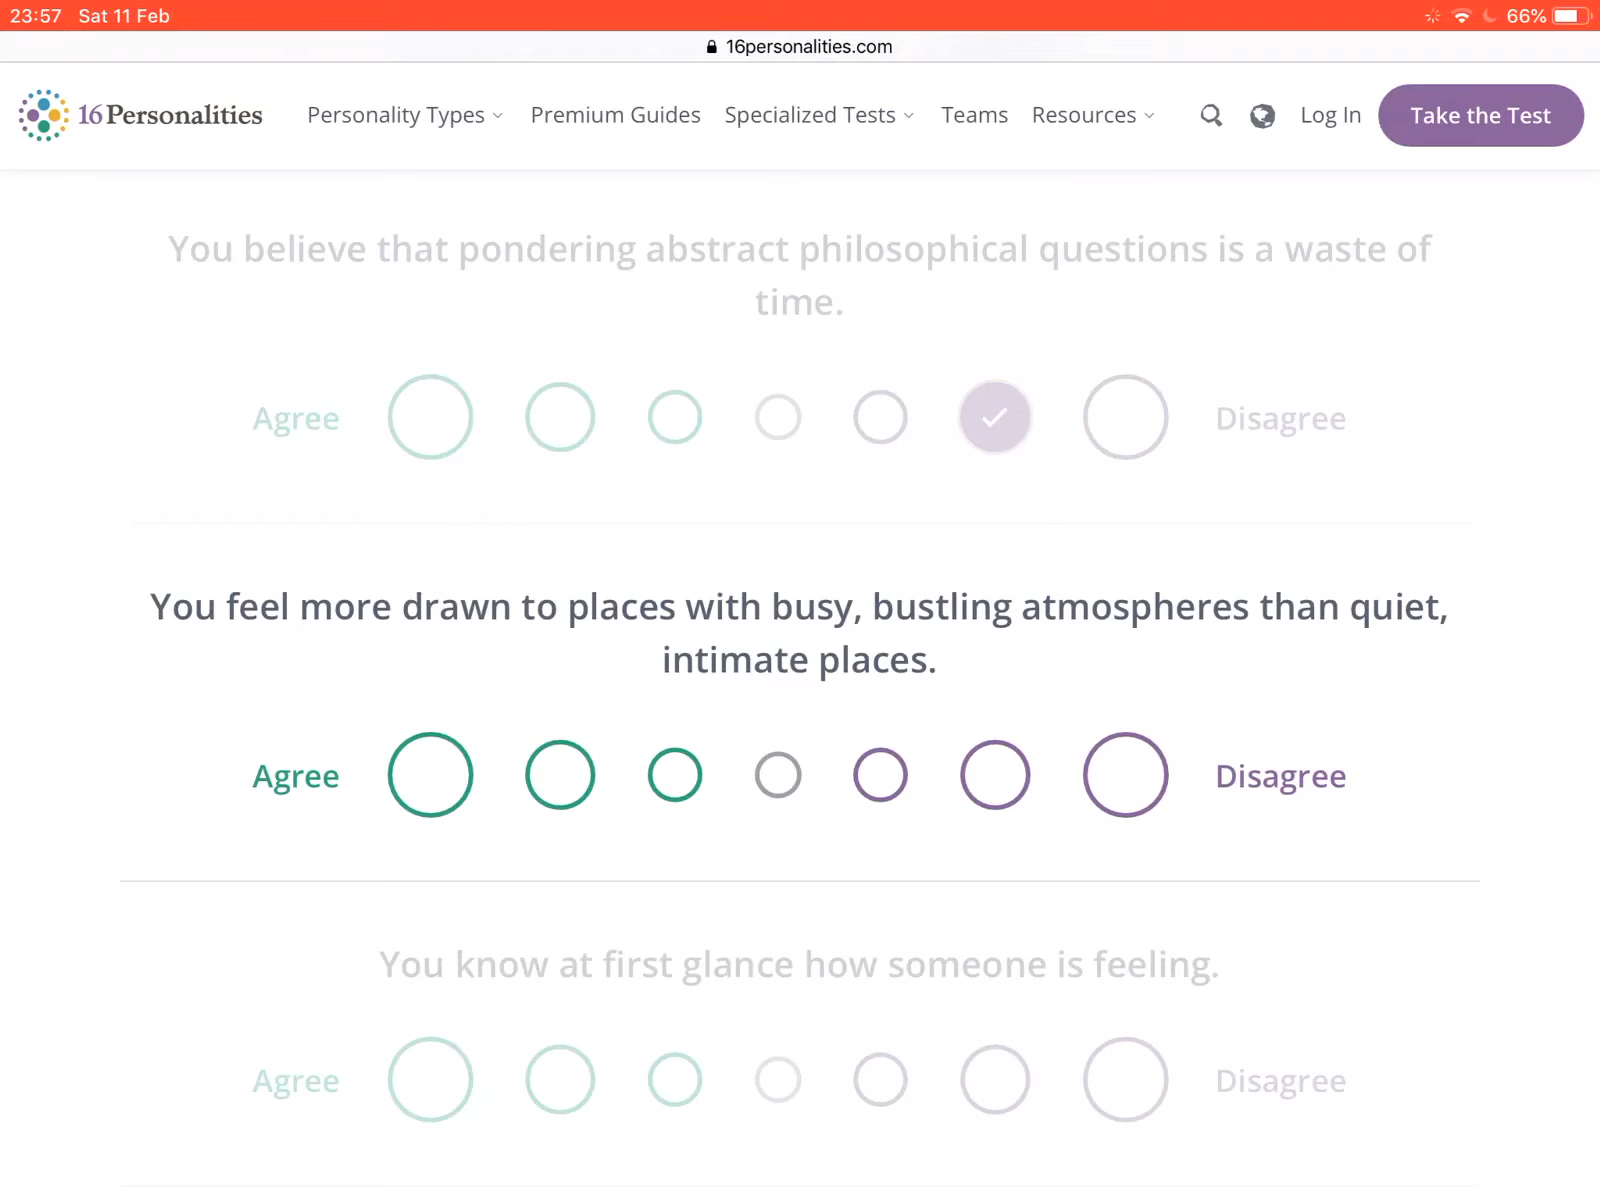 23:57 Sat 11 Feb 66%
16personalities.com
16Personalities Personality Types Premium Guides Specialized Tests Teams Resources Log In Take the Test
You believe that pondering abstract philosophical questions is a waste of
time.
Agree Disagree
You feel more drawn to places with busy, bustling atmospheres than quiet,
intimate places.
Agree Disagree
You know at first glance how someone is feeling.
Agree Disagree